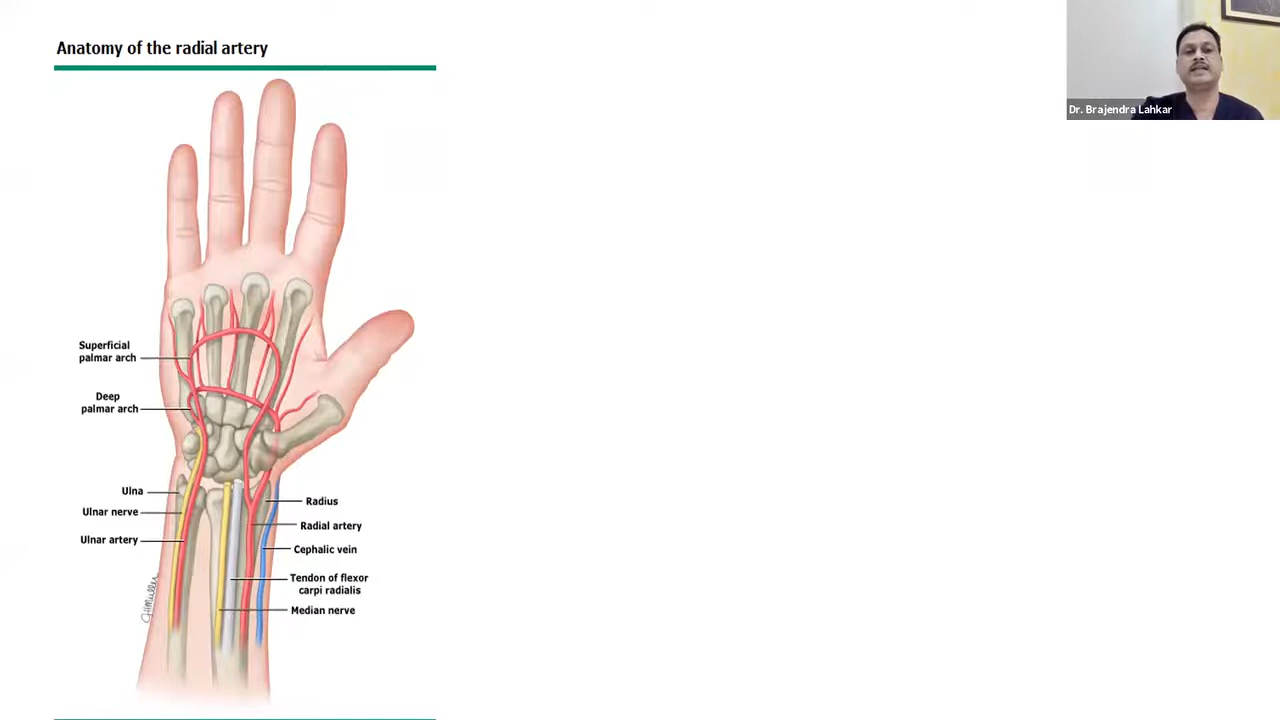 Anatomy of the radial artery
Dr. Brajendra Lahkar
Superficial
palmar arch
Deep
palmar arch
Ulna
Ulnar nerve
Ulnar artery
Radius
Radial artery
Cephalic vein
Tendon of flexor
carpi radialis
Median nerve